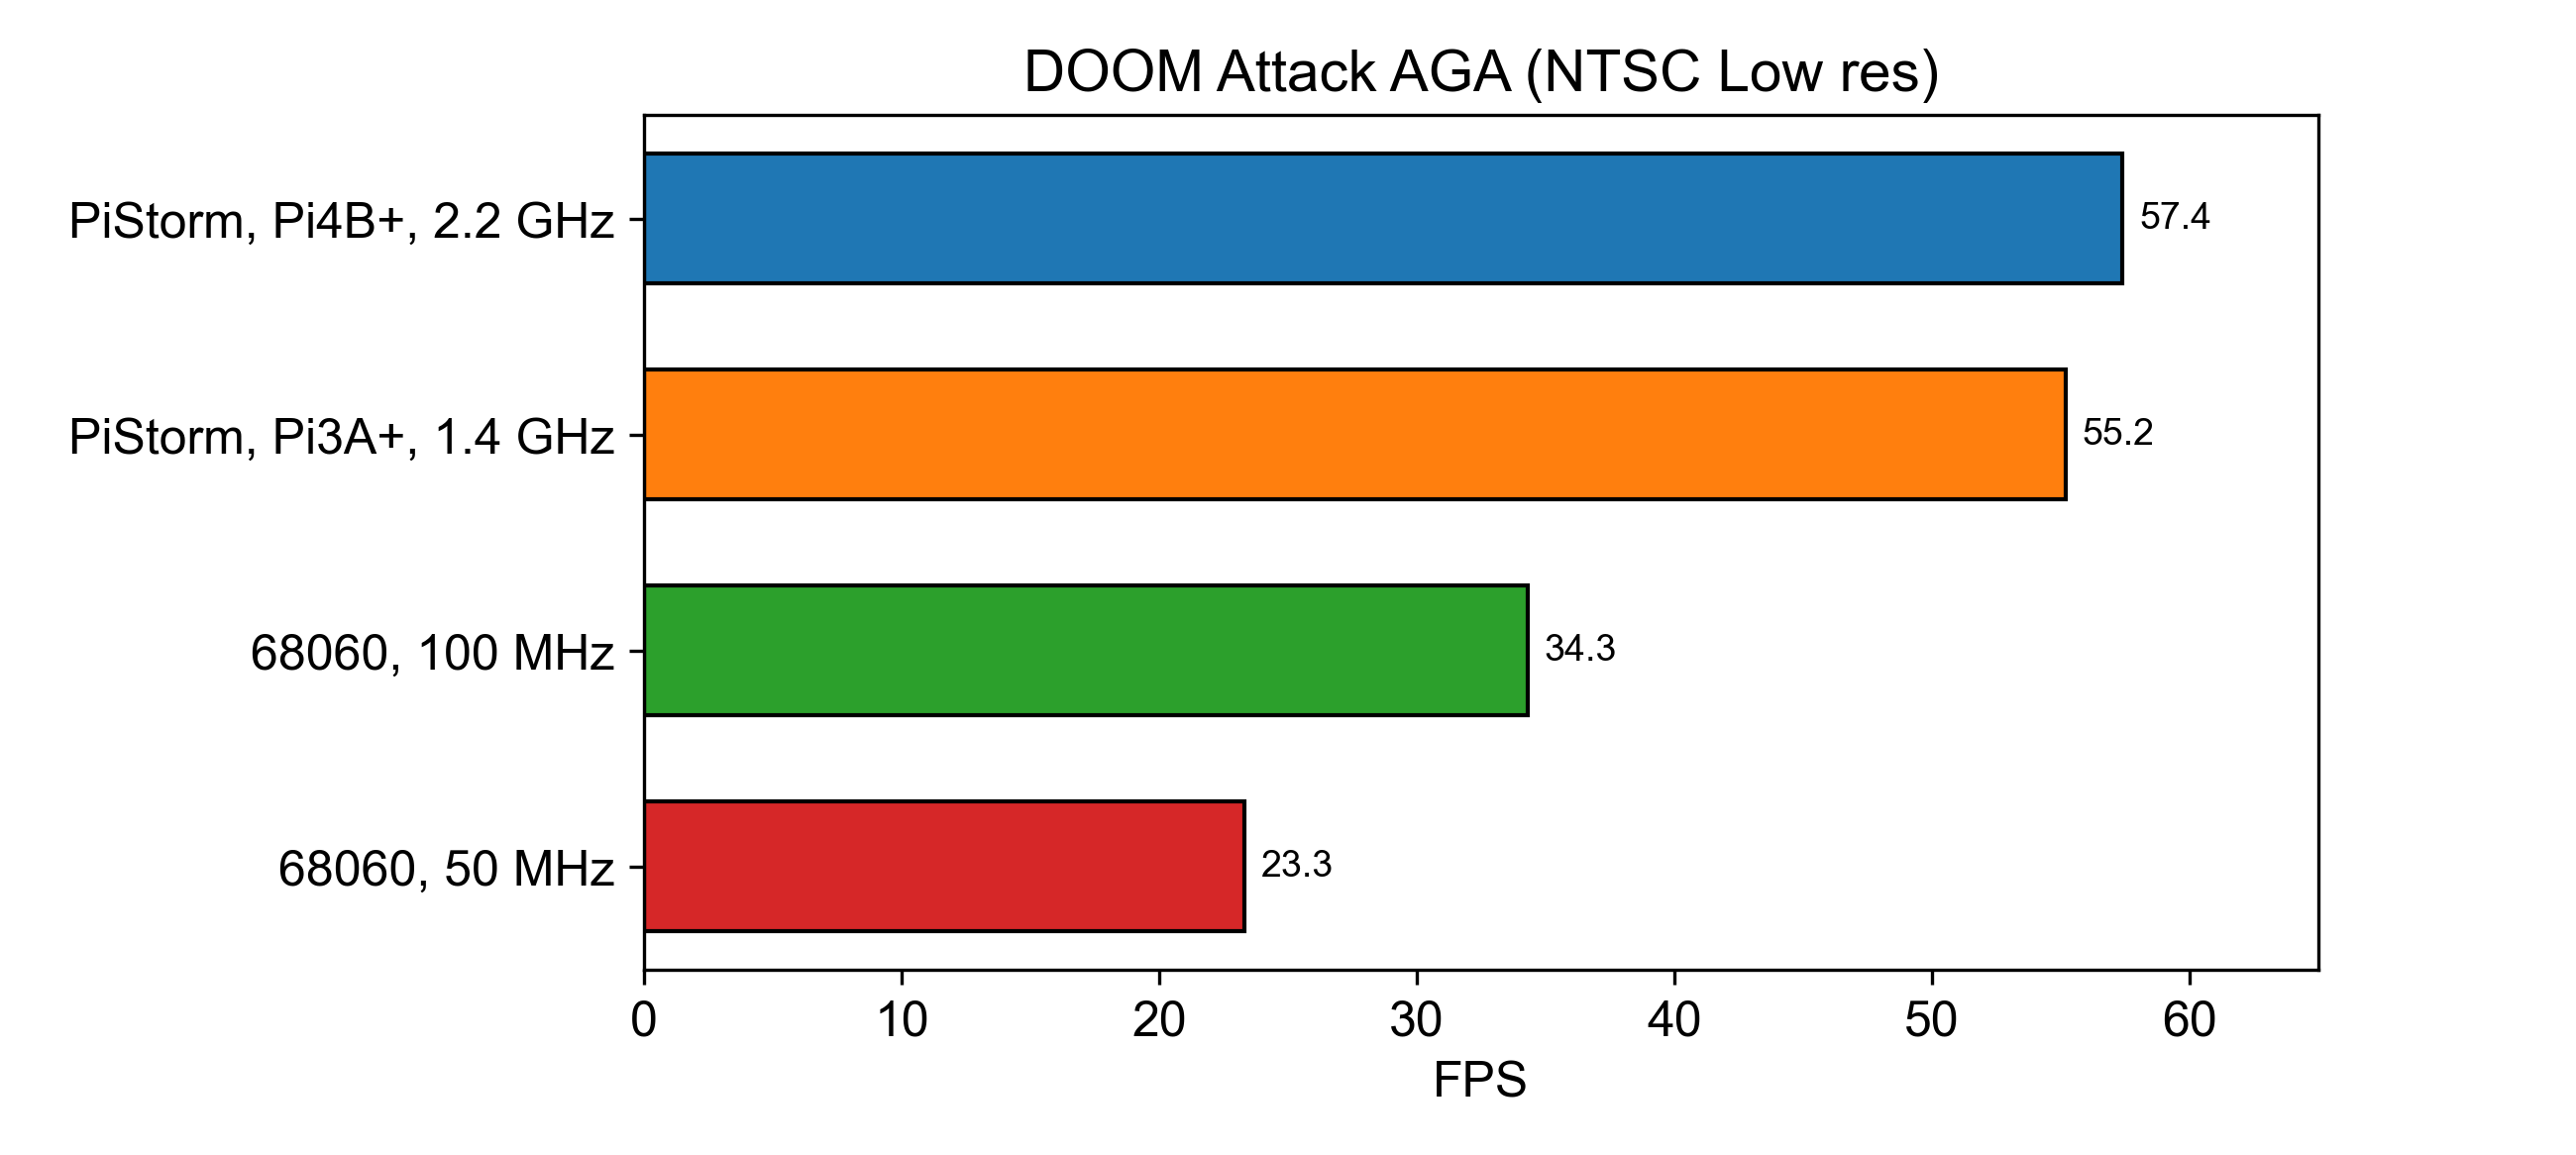 DOOM Attack AGA (NTSC Low res)
PiStorm, Pi4B+, 2.2 GHz
57.4
PiStorm, Pi3A+, 1.4 GHz
55.2
68060, 100 MHz
34.3
68060, 50 MHz
23.3
0 10 20 30 40 50 60
FPS